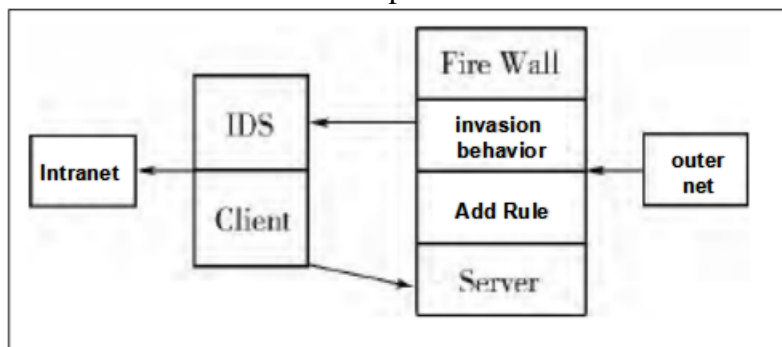 Fire Wall
IDS
invasion
behavior
Intranet
outer
net
Client
Add Rule
Server